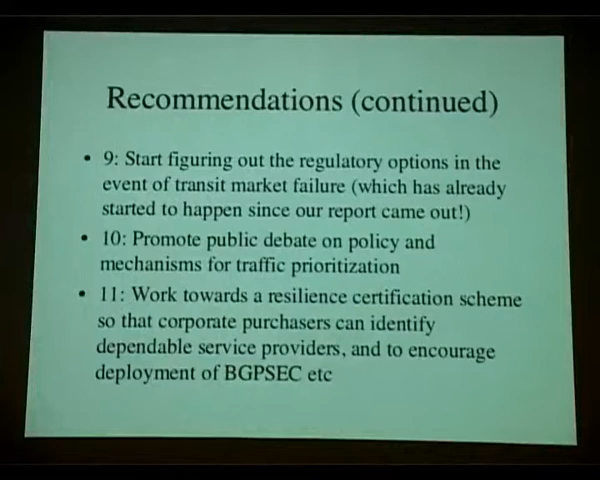 Recommendations (continued)
• 9: Start figuring out the regulatory options in the
event of transit market failure (which has already
started to happen since our report came out!)
• 10: Promote public debate on policy and
mechanisms for traffic prioritization
• 11: Work towards a resilience certification scheme
so that corporate purchasers can identify
dependable service providers, and to encourage
deployment of BGPSEC etc